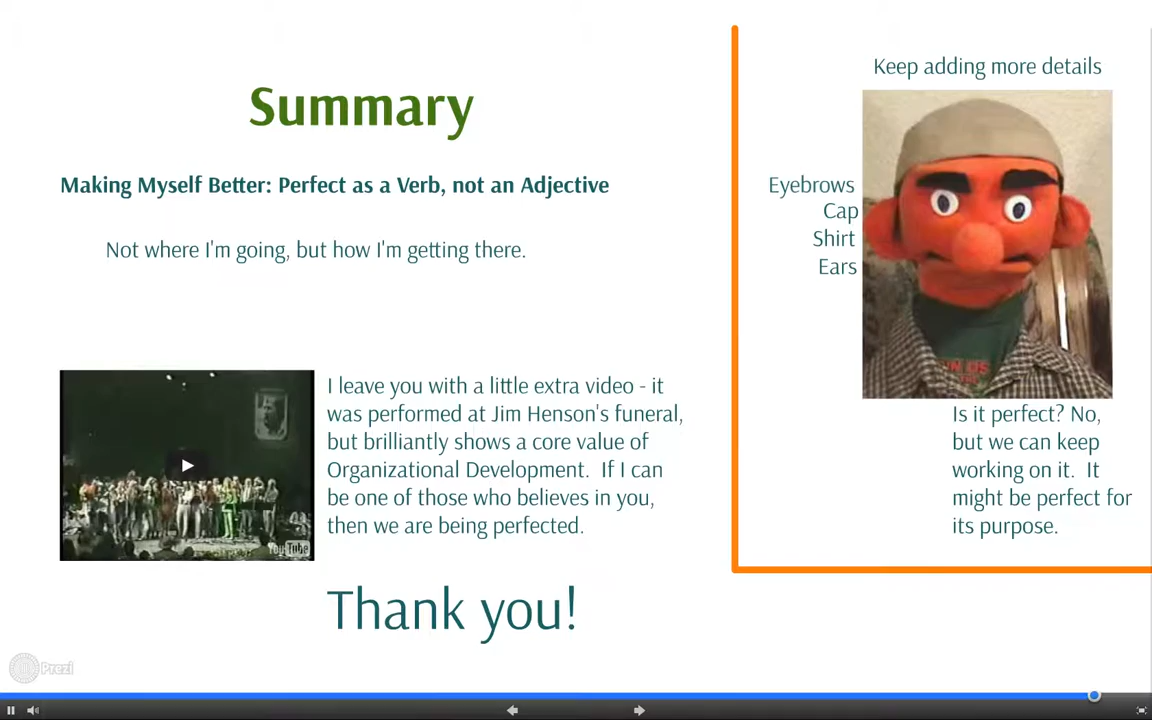 Summary
Making Myself Better: Perfect as a Verb, not an Adjective
Not where I'm going, but how I'm getting there.
I leave you with a little extra video - it
was performed at Jim Henson's funeral,
but brilliantly shows a core value of
Organizational Development.  If I can
be one of those who believes in you,
then we are being perfected.
YouTube
Thank you!
Keep adding more details
Eyebrows
Cap
Shirt
Ears
Is it perfect? No,
but we can keep
working on it.  It
might be perfect for
its purpose.
Prezi